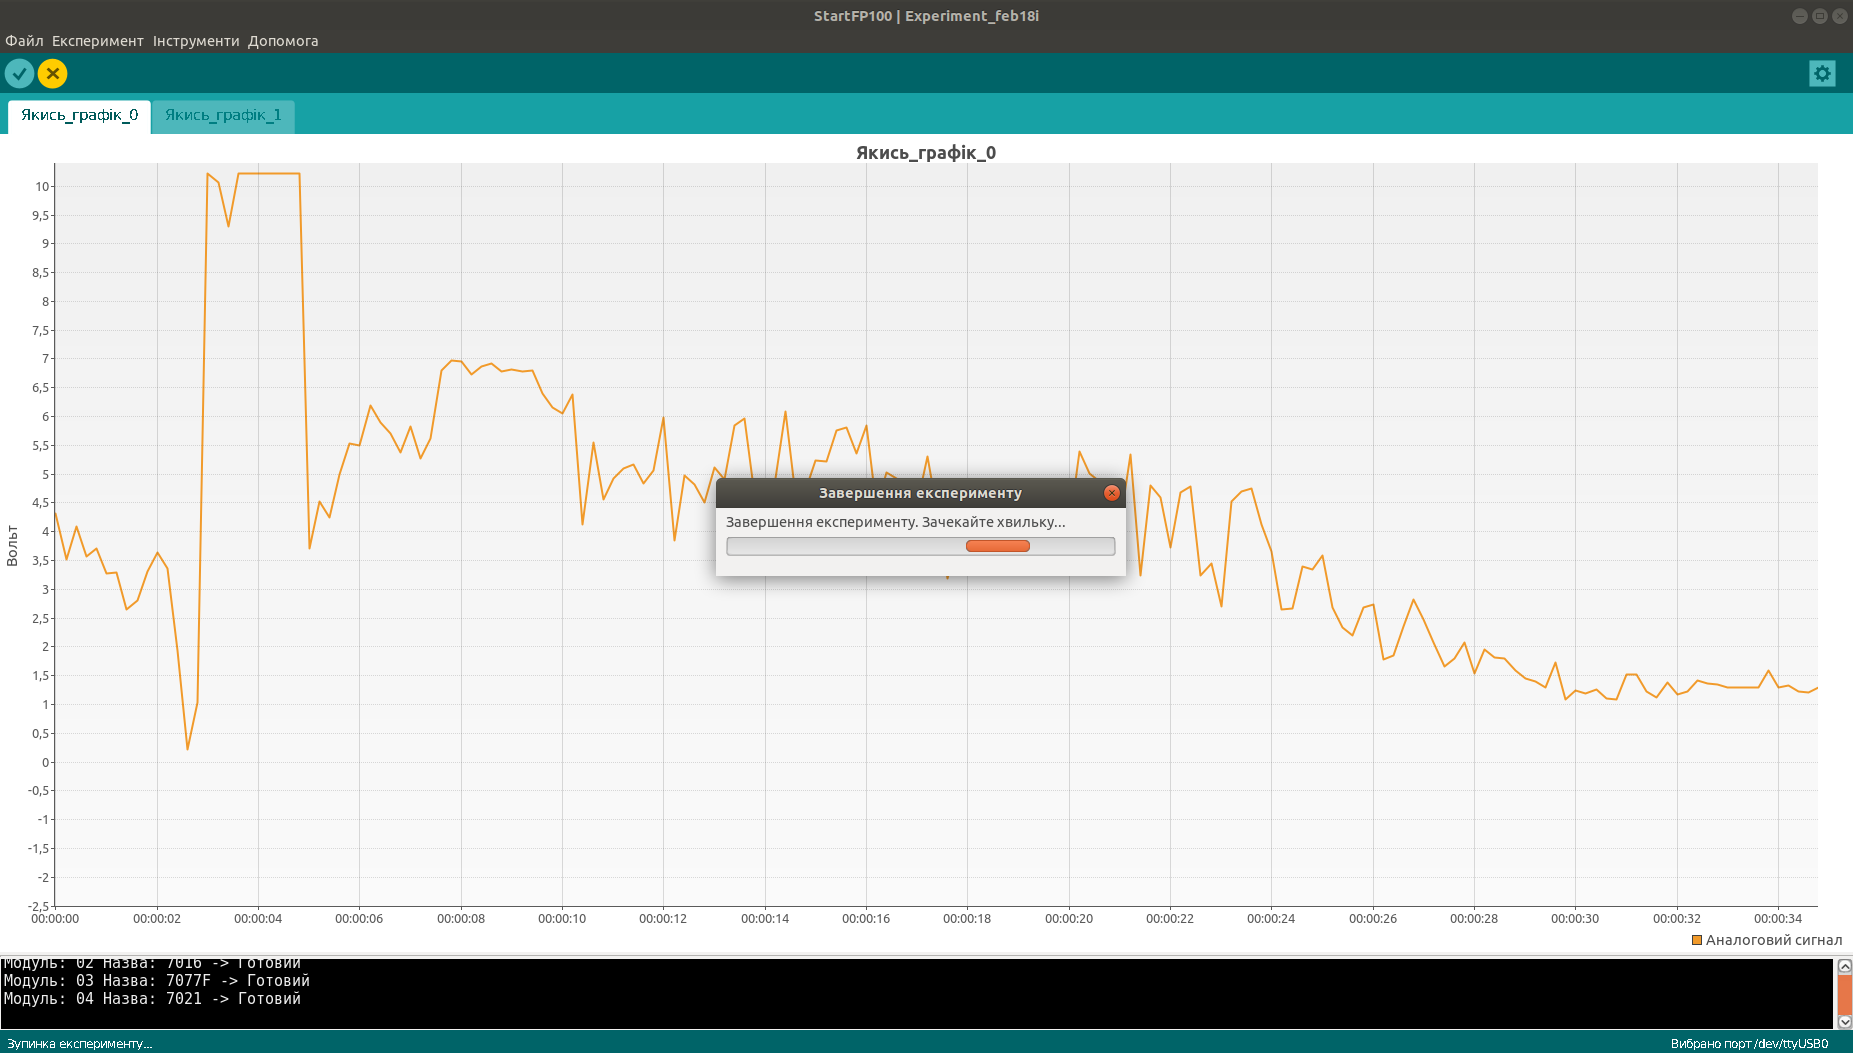 StartFP100 | Experiment_feb18i
Файл Експеримент Інструменти Допомога
Якись_графік_0
Якись_графік_1
Якись_графік_0
10
9,5
9
8,5
8
7,5
7
6,5
6
5,5
5
4,5
4
3,5
3
2,5
2
1,5
1
0,5
0
-0,5
-1
-1,5
-2
-2,5
Вольт
Завершення експерименту
Завершення експерименту. Зачекайте хвильку...
00:00:00 00:00:02 00:00:04 00:00:06 00:00:08 00:00:10 00:00:12 00:00:14 00:00:16 00:00:18 00:00:20 00:00:22 00:00:24 00:00:26 00:00:28 00:00:30 00:00:32 00:00:34
Аналоговий сигнал
Модуль: 02 Назва: 7016 -> Готовий
Модуль: 03 Назва: 7077F -> Готовий
Модуль: 04 Назва: 7021 -> Готовий
Зупинка експерименту...
Вибрано порт /dev/ttyUSB0